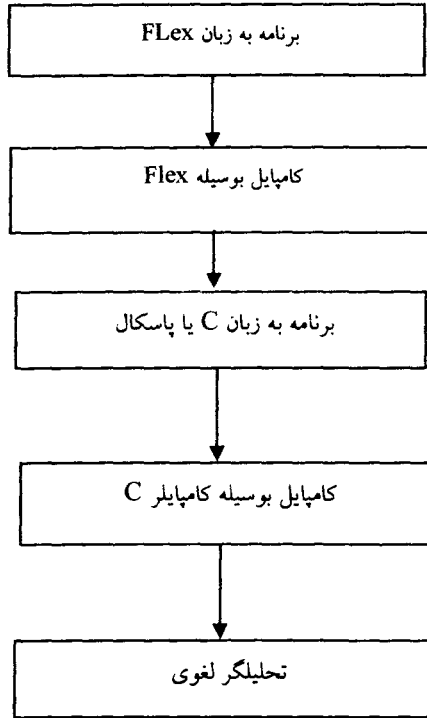 برنامه به زبان FLex
کامپایل بوسیله Flex
برنامه به زبان C یا پاسکال
کامپایل بوسیله کامپایلر C
تحلیلگر لغوی